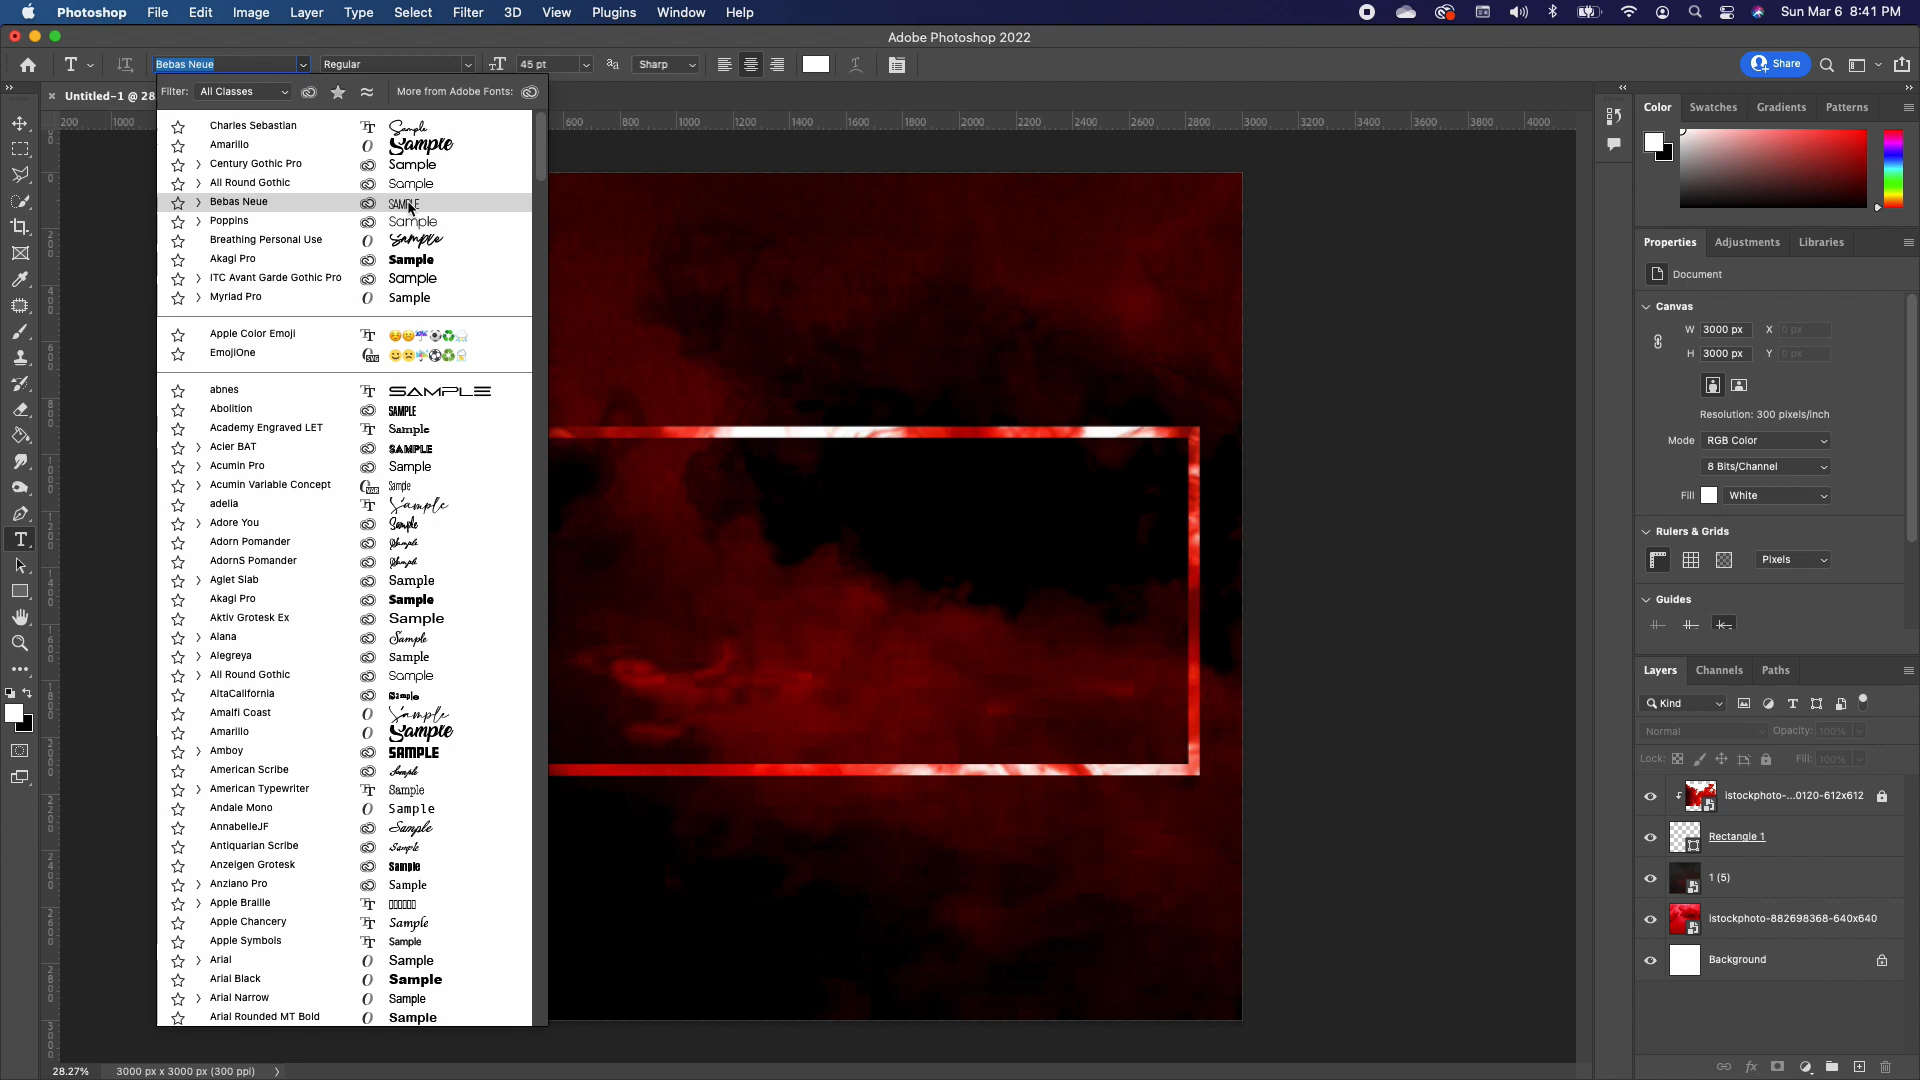 Photoshop File Edit Image Layer Type Select Filter 3D View Plugins Window Help Sun Mar 6 8:41 PM
Adobe Photoshop 2022
Bebas Neue Regular 45 pt Sharp Share
Untitled-1 @ 28
Filter: All Classes More from Adobe Fonts:
200 1000 600 800 1000 1200 1400 1600 1800 2000 2200 2400 2600 2800 3000 3200 3400 3600 3800 4000
Charles Sebastian Sample
Amarillo Sample
Century Gothic Pro Sample
All Round Gothic Sample
Bebas Neue SAMPLE
Poppins Sample
Breathing Personal Use Sample
Akagi Pro Sample
ITC Avant Garde Gothic Pro Sample
Myriad Pro Sample
Apple Color Emoji
EmojiOne
abnes SAMPLE
Abolition SAMPLE
Academy Engraved LET Sample
Acier BAT SAMPLE
Acumin Pro Sample
Acumin Variable Concept Sample
adelia Sample
Adore You Sample
Adorn Pomander Sample
AdornS Pomander Sample
Aglet Slab Sample
Akagi Pro Sample
Aktiv Grotesk Ex Sample
Alana Sample
Alegreya Sample
All Round Gothic Sample
AltaCalifornia Sample
Amalfi Coast Sample
Amarillo Sample
Amboy SAMPLE
American Scribe Sample
American Typewriter Sample
Andale Mono Sample
AnnabelleJF Sample
Antiquarian Scribe Sample
Anzeigen Grotesk Sample
Anziano Pro Sample
Apple Braille
Apple Chancery Sample
Apple Symbols Sample
Arial Sample
Arial Black Sample
Arial Narrow Sample
Arial Rounded MT Bold Sample
28.27% 3000 px x 3000 px (300 ppi)
Color Swatches Gradients Patterns
Properties Adjustments Libraries
Document
Canvas
W 3000 px X 0 px
H 3000 px Y 0 px
Resolution: 300 pixels/inch
Mode RGB Color
8 Bits/Channel
Fill White
Rulers & Grids
Pixels
Guides
Layers Channels Paths
Kind
Normal Opacity: 100%
Lock: Fill: 100%
istockphoto-...0120-612x612
Rectangle 1
1 (5)
istockphoto-882698368-640x640
Background